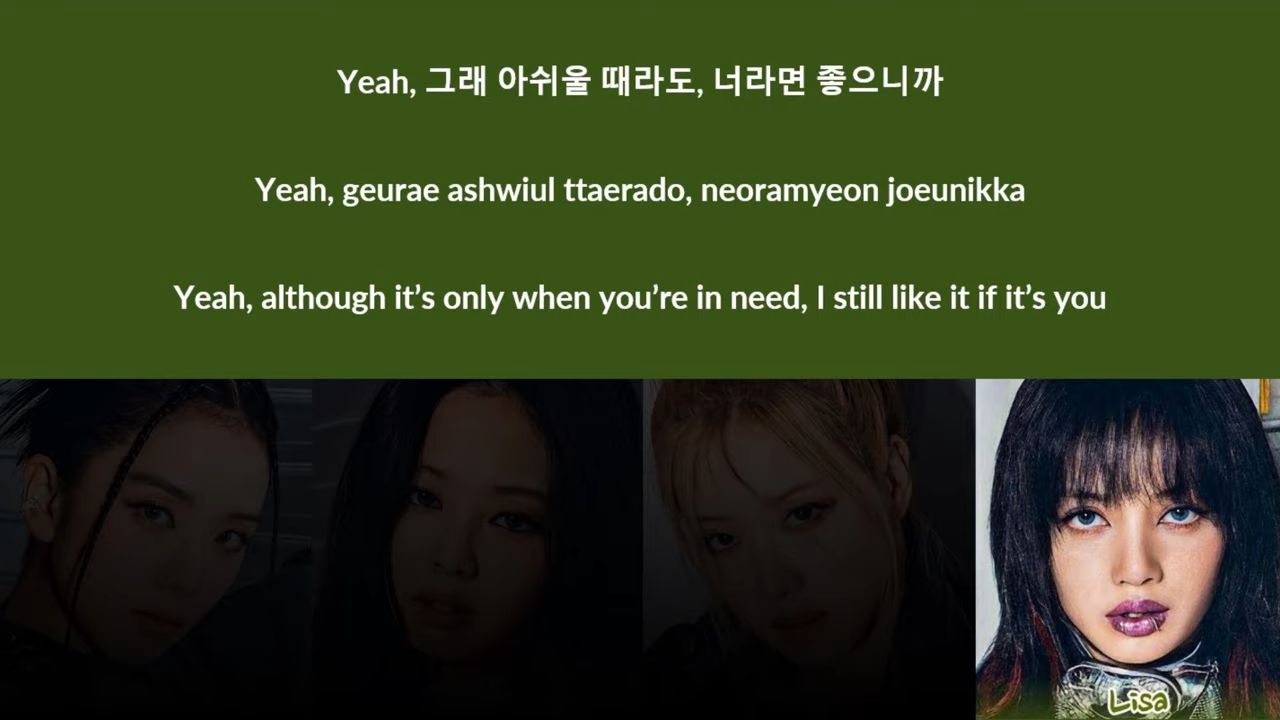 Yeah, 그래 아쉬울 때라도, 너라면 좋으니까
Yeah, geurae ashwiul ttaerado, neoramyeon joeunikka
Yeah, although it’s only when you’re in need, I still like it if it’s you
Lisa